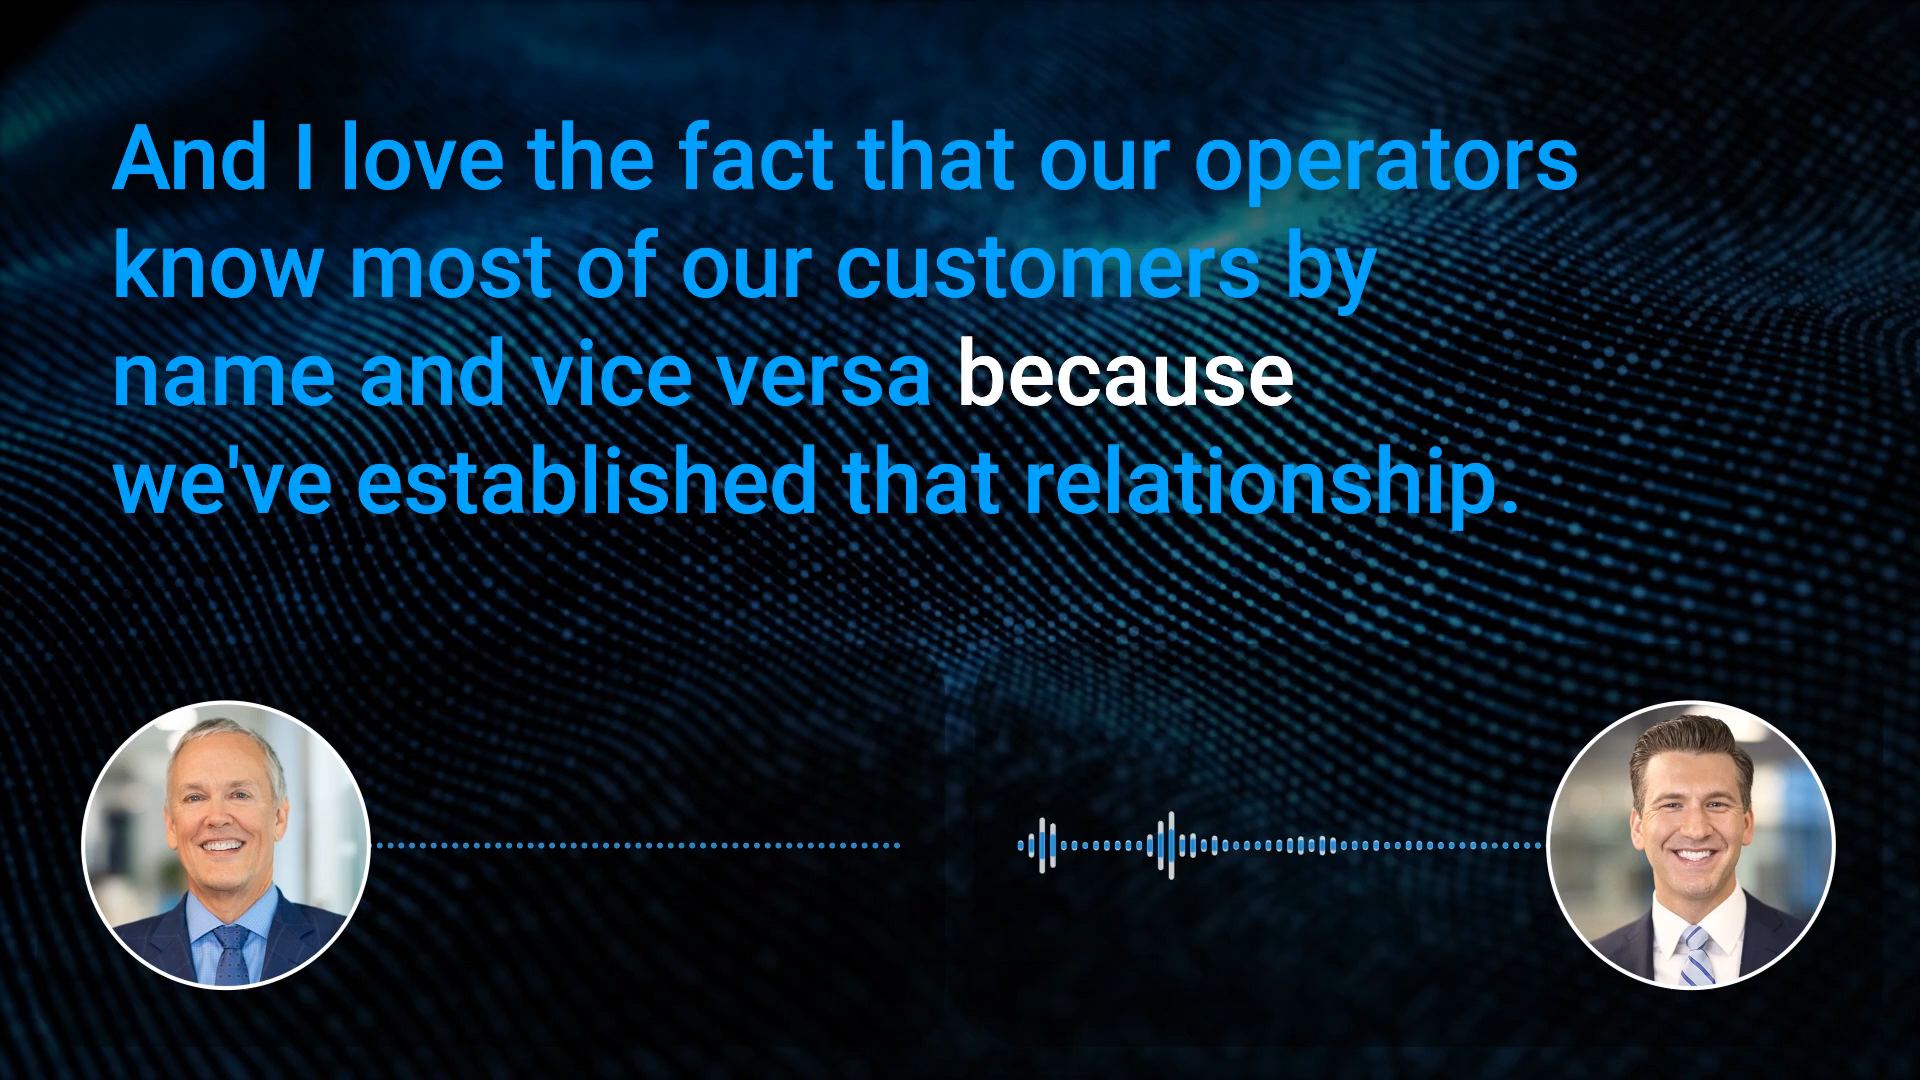 And I love the fact that our operators
know most of our customers by
name and vice versa because
we've established that relationship.